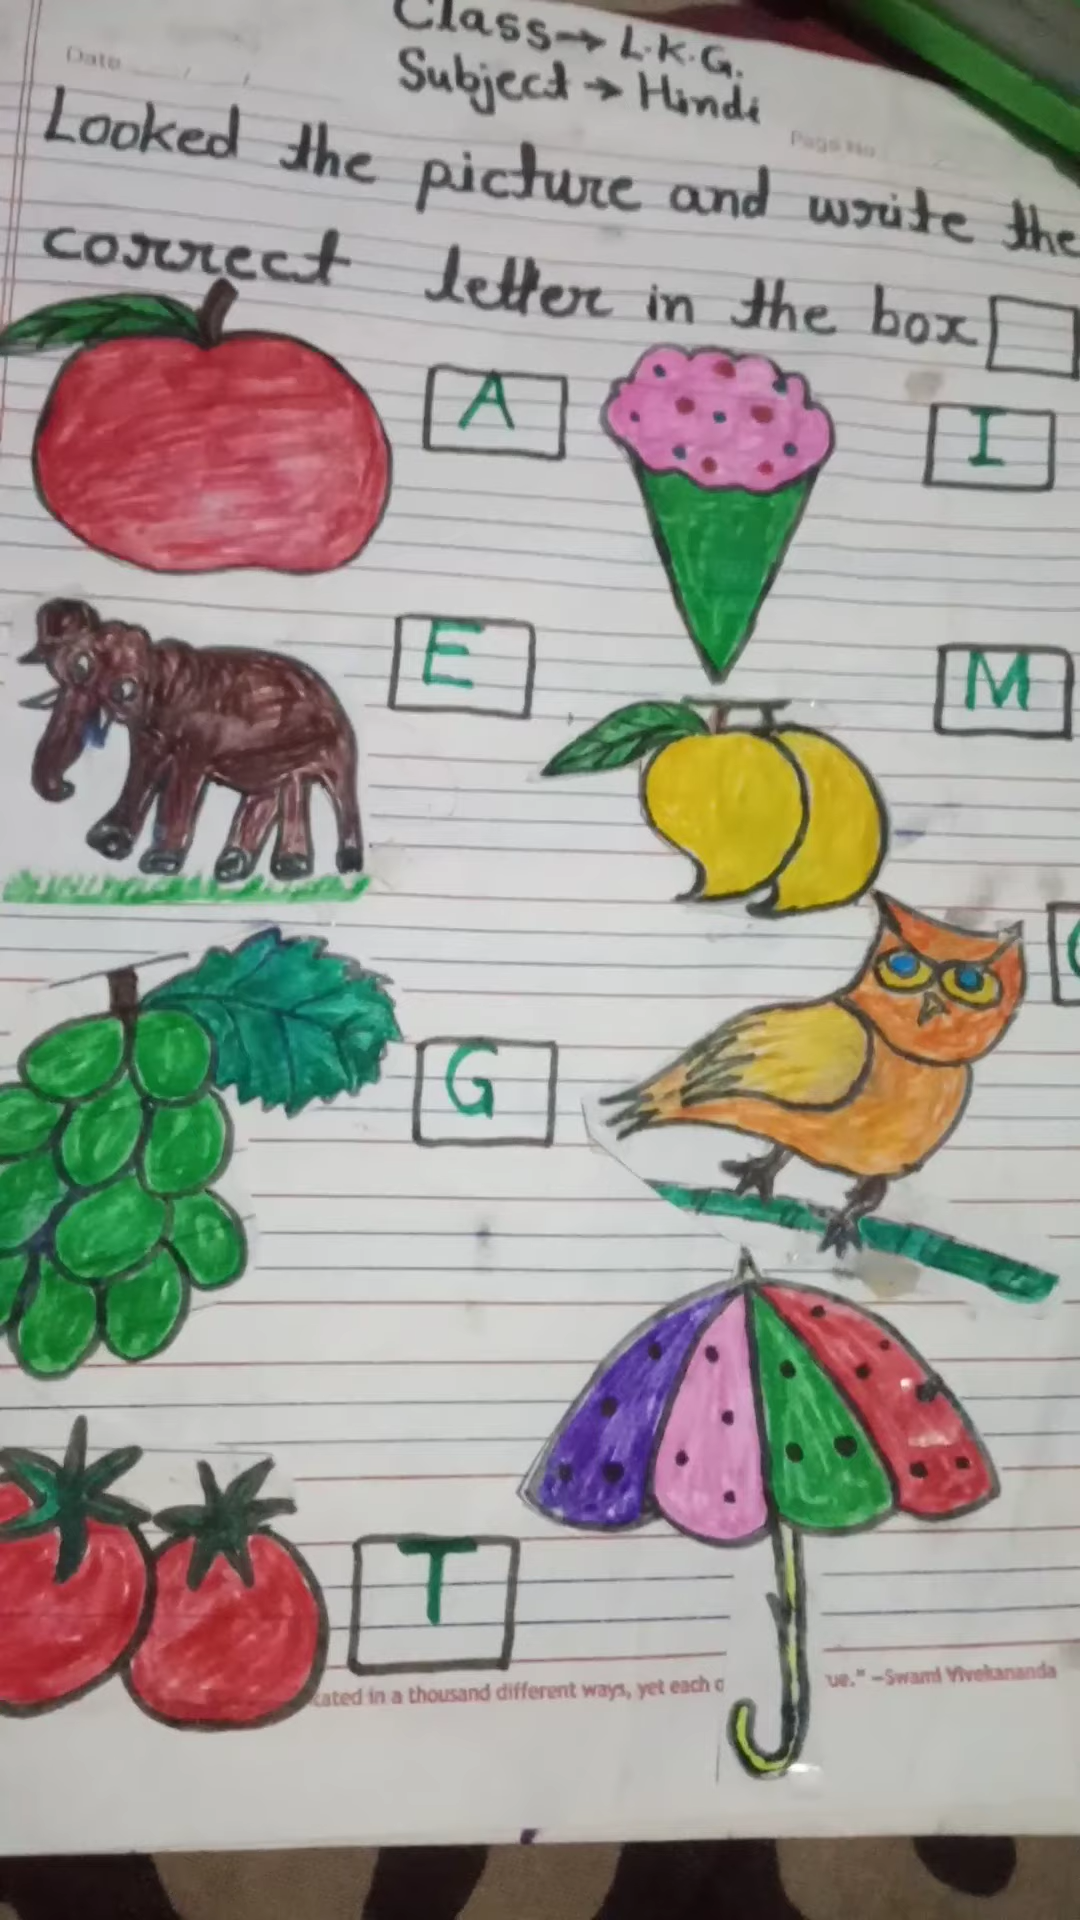 Class→ L.K.G.
Subject → Hindi
Date
Page No
Looked the picture and write the
correct letter in the box
A
I
E
M
G
T
cated in a thousand different ways, yet each
ue." –Swami Vivekananda